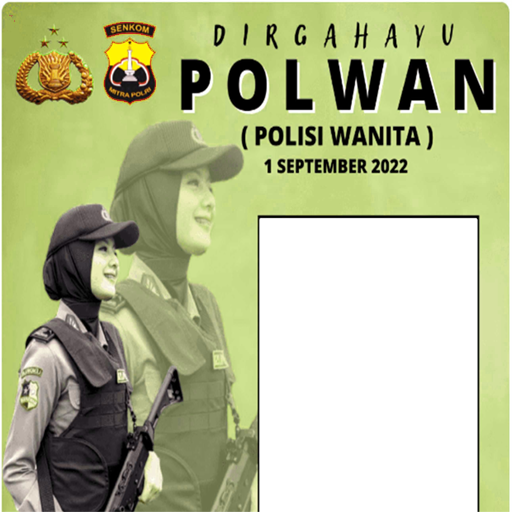 SENKOM
MITRA POLRI
DIRGAHAYU
POLWAN
( POLISI WANITA )
1 SEPTEMBER 2022